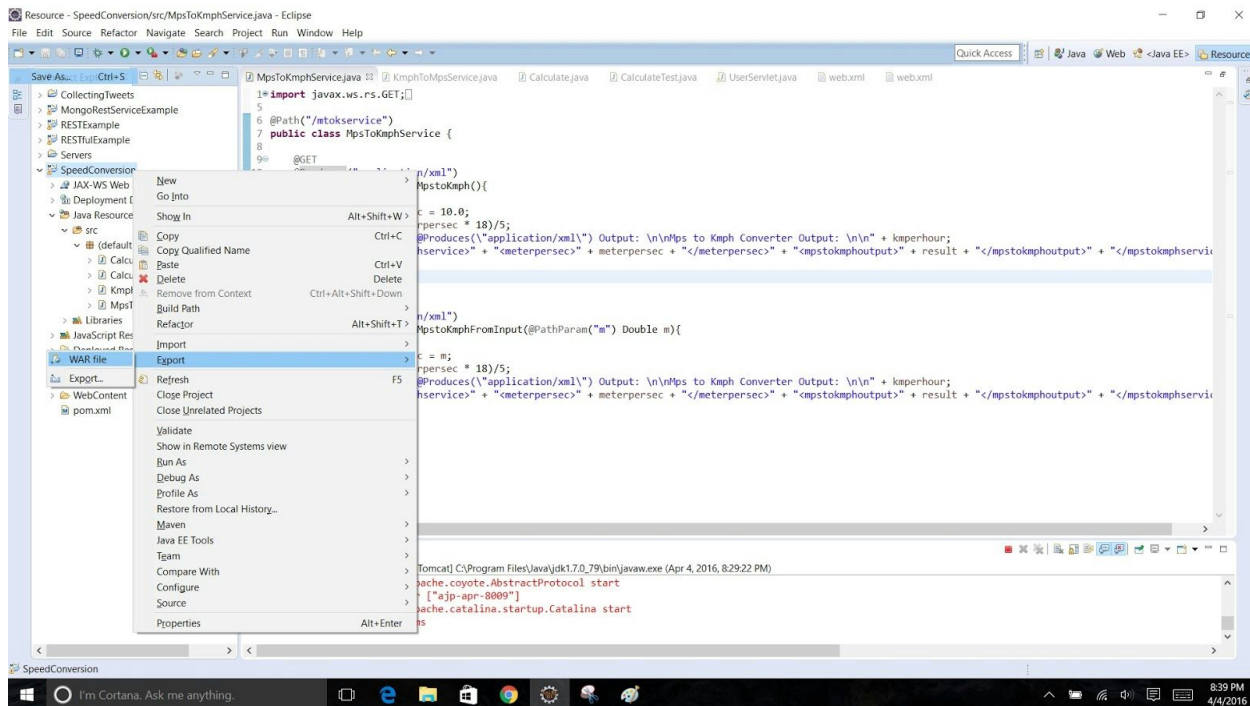 Resource - SpeedConversion/src/MpsToKmphService.java - Eclipse
File Edit Source Refactor Navigate Search Project Run Window Help
Quick Access Java Web <Java EE> Resource
Save As... Ctrl+S
MpsToKmphService.java KmphToMpsService.java Calculate.java CalculateTest.java UserServlet.java web.xml web.xml
CollectingTweets
MongoRestServiceExample
RESTExample
RESTfulExample
Servers
SpeedConversion
JAX-WS Web
Deployment D
Java Resource
src
(default
Calcu
Calcu
Kmpl
MpsT
Libraries
JavaScript Res
WebContent
pom.xml
1 import javax.ws.rs.GET;
5
6 @Path("/mtokservice")
7 public class MpsToKmphService {
8
9 @GET
n/xml")
MpstoKmph(){
c = 10.0;
rpersec * 18)/5;
@Produces(\"application/xml\") Output: \n\nMps to Kmph Converter Output: \n\n" + kmperhour;
hservice>" + "<meterpersec>" + meterpersec + "</meterpersec>" + "<mpstokmphoutput>" + result + "</mpstokmphoutput>" + "</mpstokmphservic
n/xml")
MpstoKmphFromInput(@PathParam("m") Double m){
c = m;
rpersec * 18)/5;
@Produces(\"application/xml\") Output: \n\nMps to Kmph Converter Output: \n\n" + kmperhour;
hservice>" + "<meterpersec>" + meterpersec + "</meterpersec>" + "<mpstokmphoutput>" + result + "</mpstokmphoutput>" + "</mpstokmphservic
New
Go Into
Show In Alt+Shift+W
Copy Ctrl+C
Copy Qualified Name
Paste Ctrl+V
Delete Delete
Remove from Context Ctrl+Alt+Shift+Down
Build Path
Refactor Alt+Shift+T
Import
Export
Refresh F5
Close Project
Close Unrelated Projects
Validate
Show in Remote Systems view
Run As
Debug As
Profile As
Restore from Local History...
Maven
Java EE Tools
Team
Compare With
Configure
Source
Properties Alt+Enter
WAR file
Export...
Tomcat] C:\Program Files\Java\jdk1.7.0_79\bin\javaw.exe (Apr 4, 2016, 8:29:22 PM)
pache.coyote.AbstractProtocol start
["ajp-apr-8009"]
pache.catalina.startup.Catalina start
ms
SpeedConversion
I'm Cortana. Ask me anything.
8:39 PM
4/4/2016